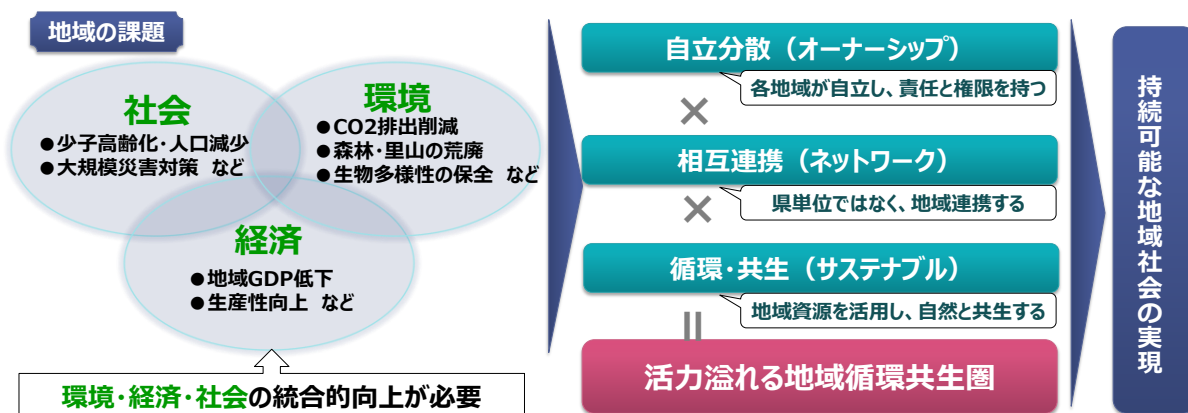 地域の課題
社会
●少子高齢化・人口減少
●大規模災害対策 など
環境
●CO2排出削減
●森林・里山の荒廃
●生物多様性の保全 など
経済
●地域GDP低下
●生産性向上 など
環境・経済・社会の統合的向上が必要
自立分散（オーナーシップ）
各地域が自立し、責任と権限を持つ
×
相互連携（ネットワーク）
県単位ではなく、地域連携する
×
循環・共生（サステナブル）
地域資源を活用し、自然と共生する
＝
活力溢れる地域循環共生圏
持続可能な地域社会の実現